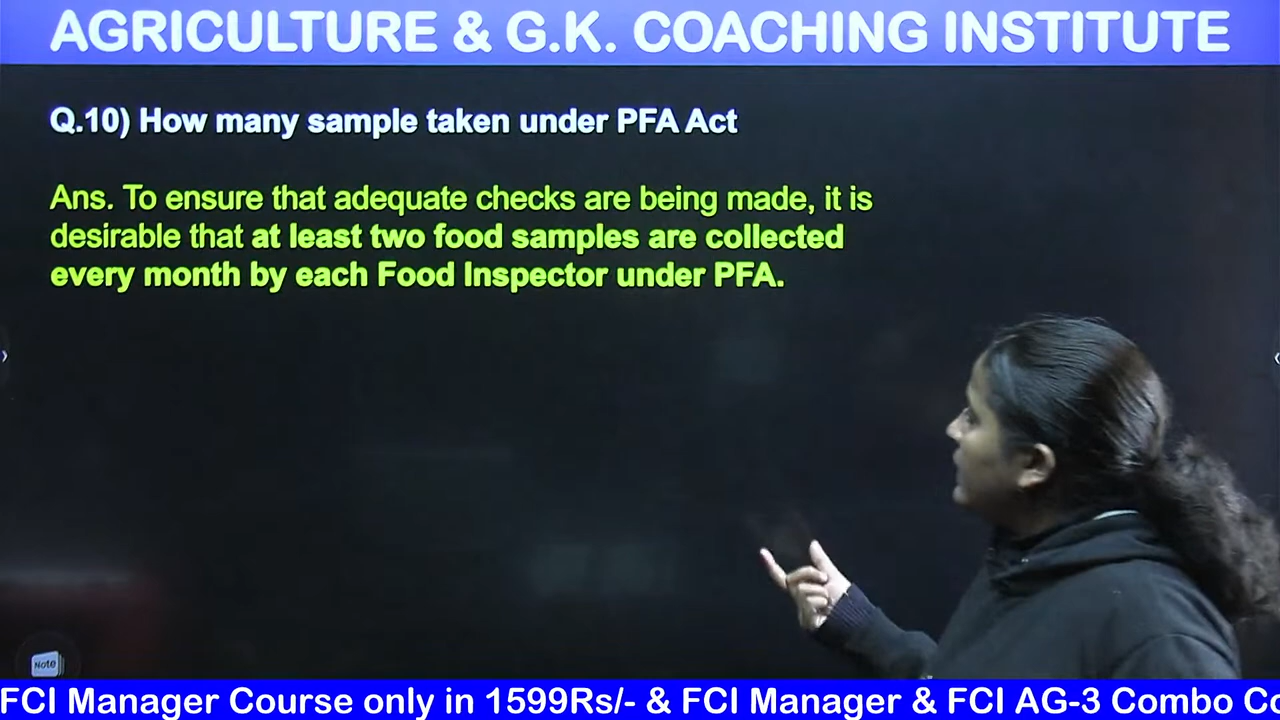 AGRICULTURE & G.K. COACHING INSTITUTE
Q.10) How many sample taken under PFA Act
Ans. To ensure that adequate checks are being made, it is
desirable that at least two food samples are collected
every month by each Food Inspector under PFA.
Note
FCI Manager Course only in 1599Rs/- & FCI Manager & FCI AG-3 Combo Co